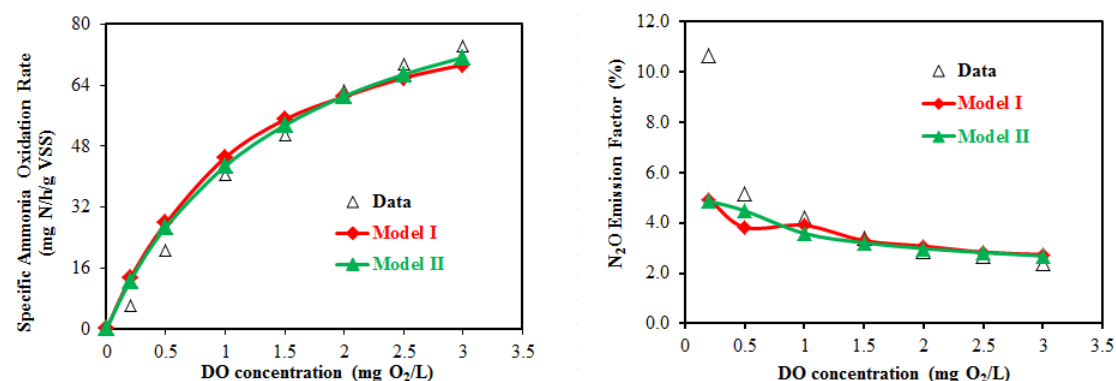 Specific Ammonia Oxidation Rate
(mg N/h/g VSS)
80
64
48
32
16
0
Data
Model I
Model II
0 0.5 1 1.5 2 2.5 3 3.5
DO concentration (mg O₂/L)
N₂O Emission Factor (%)
12.0
10.0
8.0
6.0
4.0
2.0
0.0
Data
Model I
Model II
0 0.5 1 1.5 2 2.5 3 3.5
DO concentration (mg O₂/L)